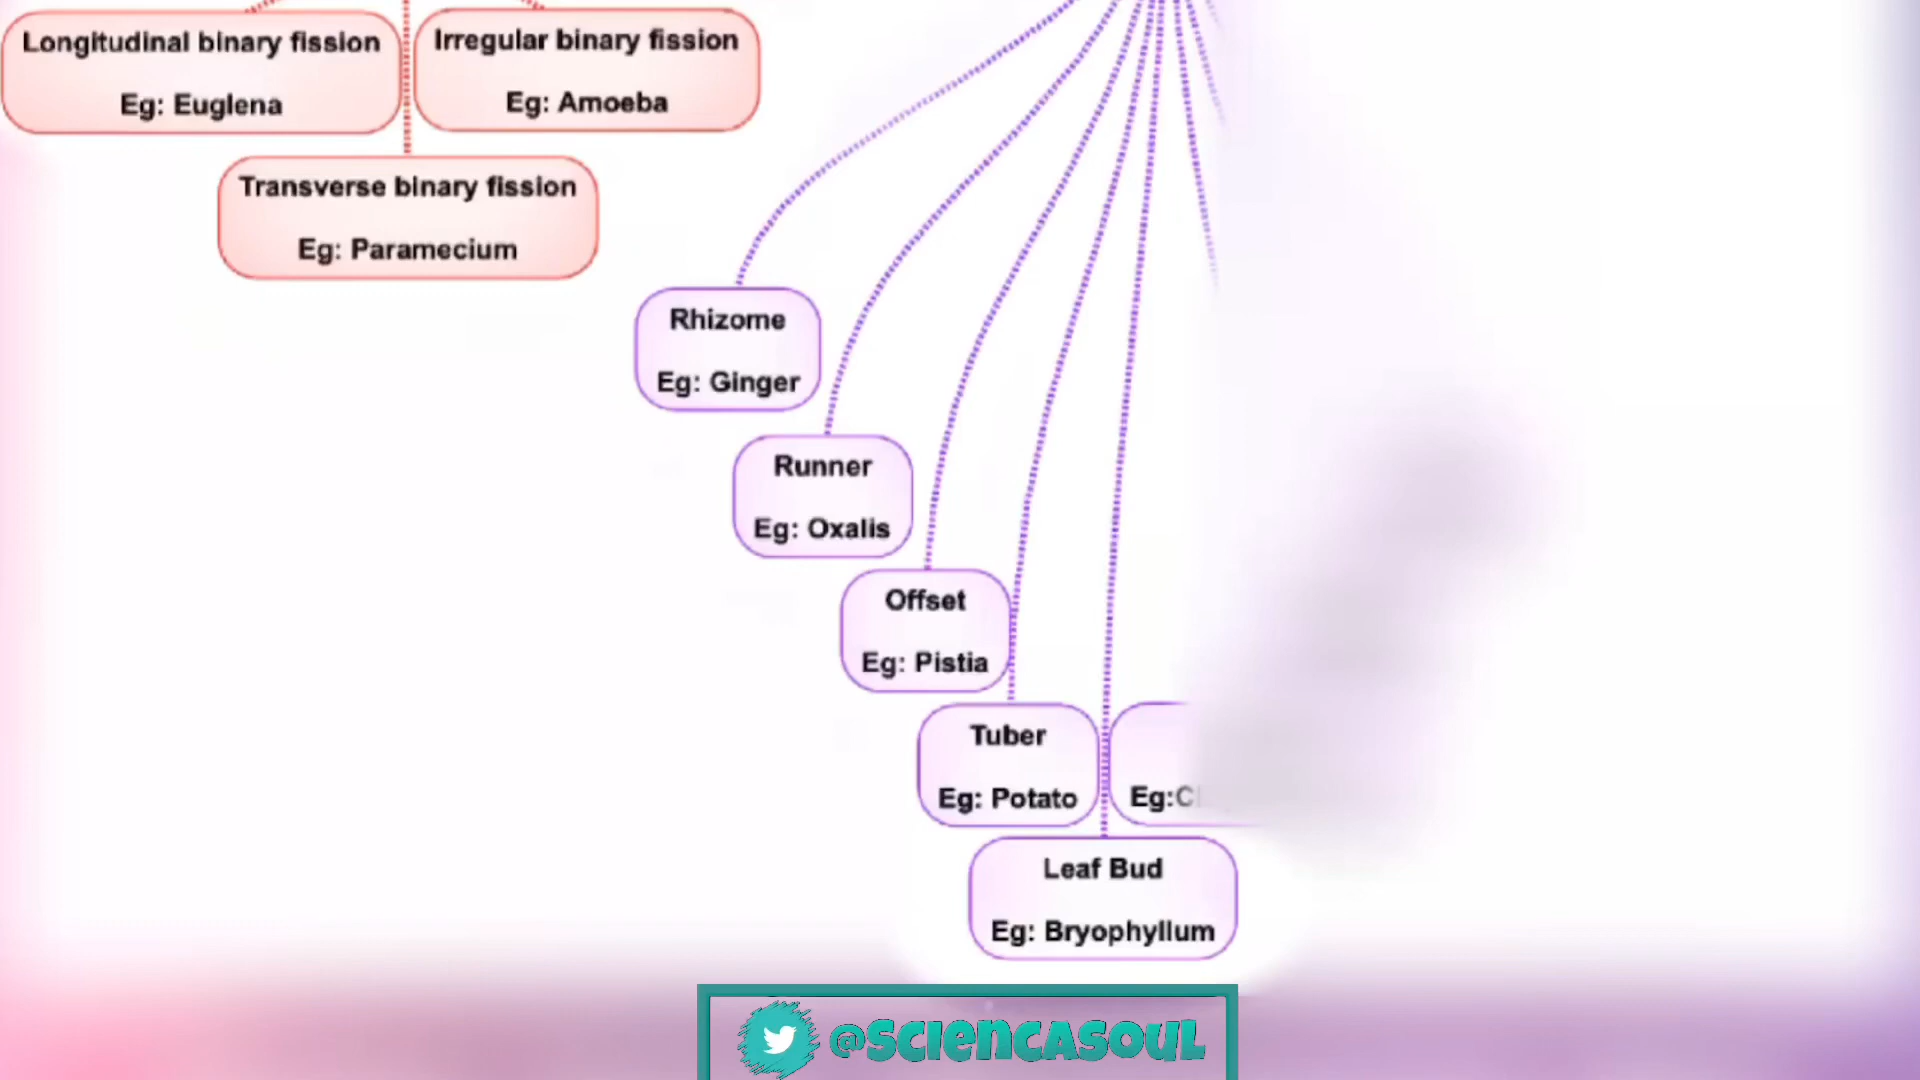 Longitudinal binary fission
Eg: Euglena
Irregular binary fission
Eg: Amoeba
Transverse binary fission
Eg: Paramecium
Rhizome
Eg: Ginger
Runner
Eg: Oxalis
Offset
Eg: Pistia
Tuber
Eg: Potato
Eg:
Leaf Bud
Eg: Bryophyllum
@sciencasoul